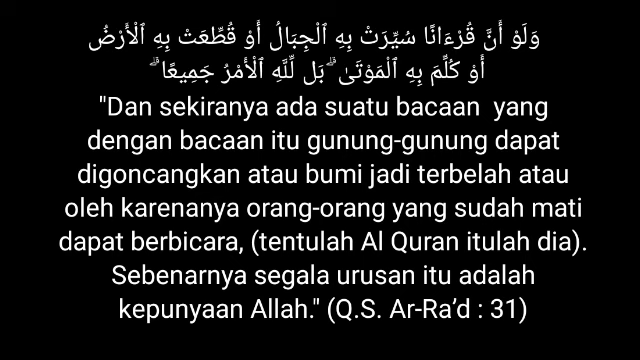 وَلَوْ أَنَّ قُرْءَانًا سُيِّرَتْ بِهِ ٱلْجِبَالُ أَوْ قُطِّعَتْ بِهِ ٱلْأَرْضُ
أَوْ كُلِّمَ بِهِ ٱلْمَوْتَىٰ ۗ بَل لِّلَّهِ ٱلْأَمْرُ جَمِيعًا ۗ
"Dan sekiranya ada suatu bacaan yang
dengan bacaan itu gunung-gunung dapat
digoncangkan atau bumi jadi terbelah atau
oleh karenanya orang-orang yang sudah mati
dapat berbicara, (tentulah Al Quran itulah dia).
Sebenarnya segala urusan itu adalah
kepunyaan Allah." (Q.S. Ar-Ra’d : 31)